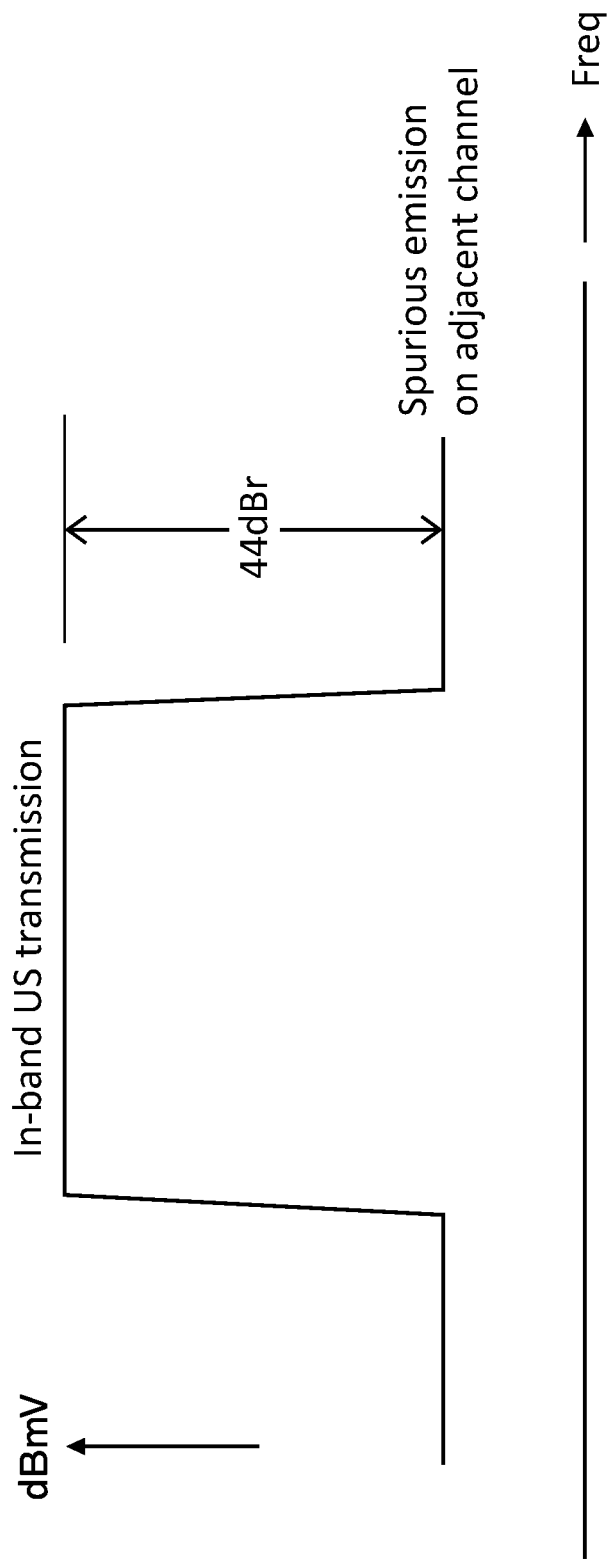 dBmV
In-band US transmission
44dBr
Spurious emission
on adjacent channel
Freq